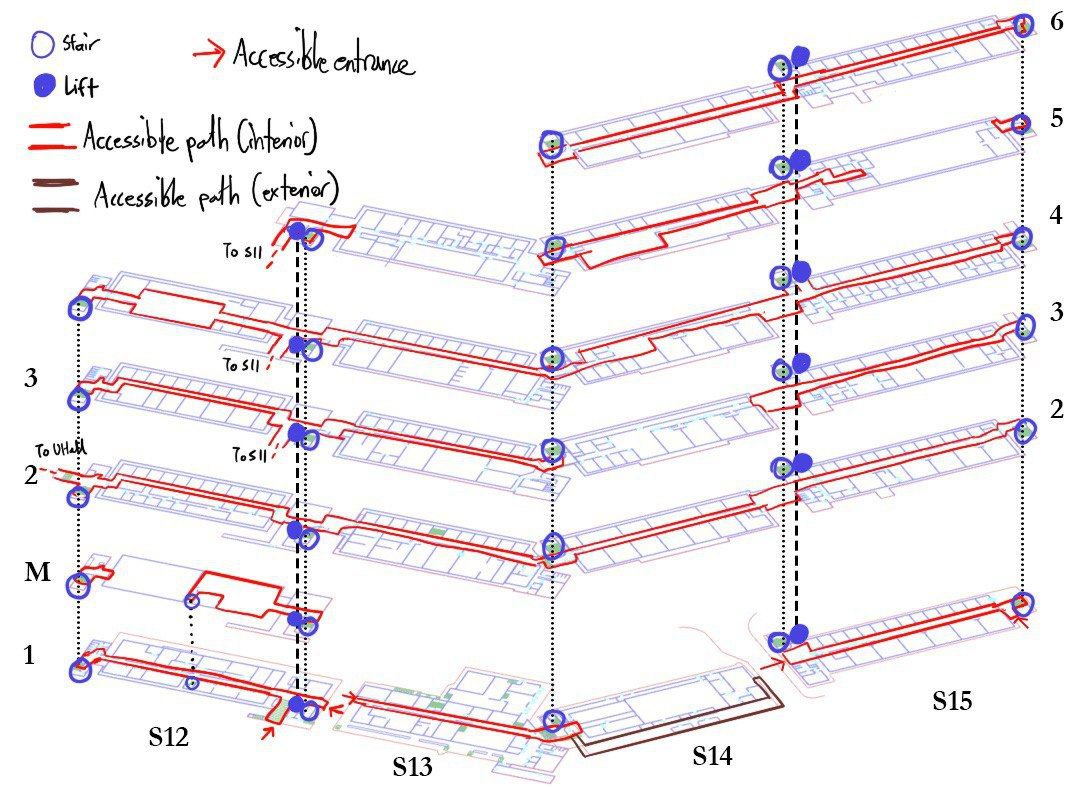 Stair
Lift
Accessible path (interior)
Accessible path (exterior)
Accessible entrance
6
5
4
3
2
To S11
To S11
3
To S11
To UHall
2
M
1
S12
S13
S14
S15